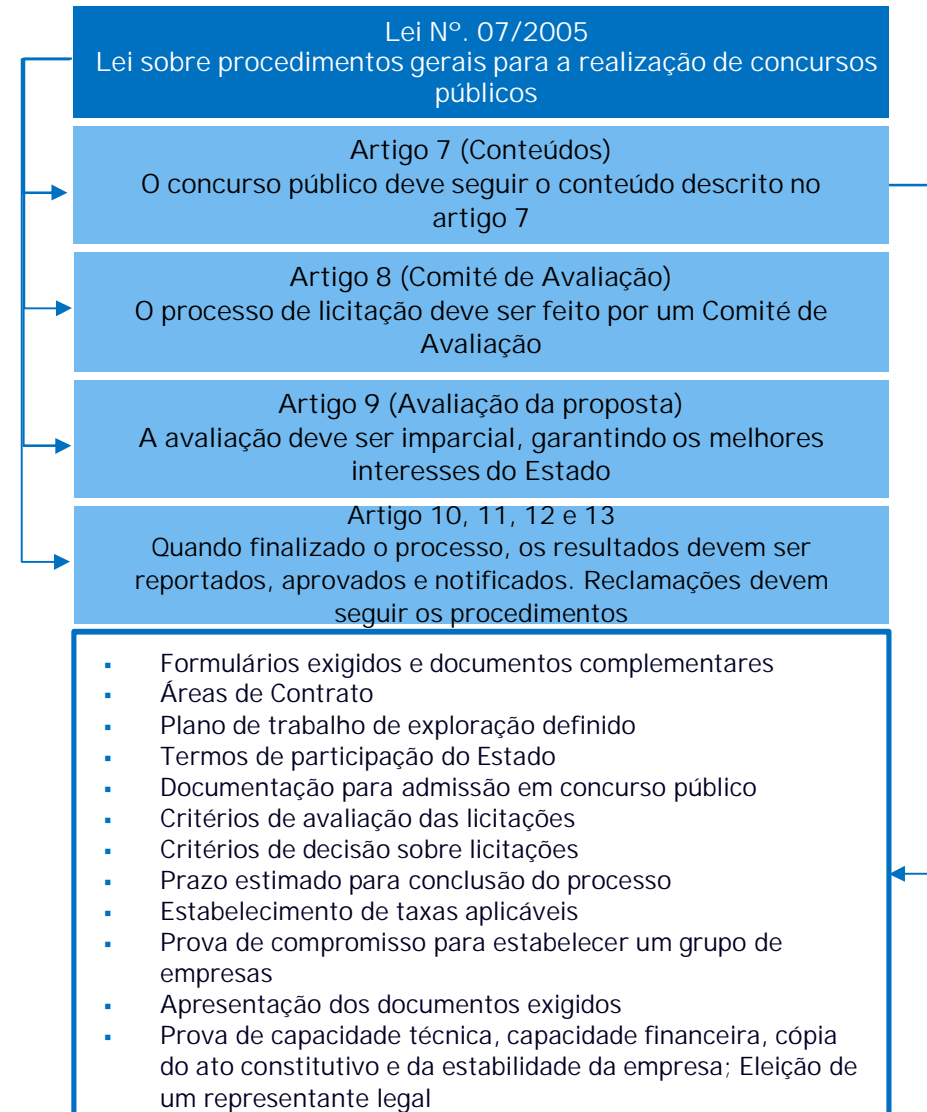 Lei Nº. 07/2005
Lei sobre procedimentos gerais para a realização de concursos
públicos
Artigo 7 (Conteúdos)
O concurso público deve seguir o conteúdo descrito no
artigo 7
Artigo 8 (Comité de Avaliação)
O processo de licitação deve ser feito por um Comité de
Avaliação
Artigo 9 (Avaliação da proposta)
A avaliação deve ser imparcial, garantindo os melhores
interesses do Estado
Artigo 10, 11, 12 e 13
Quando finalizado o processo, os resultados devem ser
reportados, aprovados e notificados. Reclamações devem
seguir os procedimentos
▪ Formulários exigidos e documentos complementares
▪ Áreas de Contrato
▪ Plano de trabalho de exploração definido
▪ Termos de participação do Estado
▪ Documentação para admissão em concurso público
▪ Critérios de avaliação das licitações
▪ Critérios de decisão sobre licitações
▪ Prazo estimado para conclusão do processo
▪ Estabelecimento de taxas aplicáveis
▪ Prova de compromisso para estabelecer um grupo de
empresas
▪ Apresentação dos documentos exigidos
▪ Prova de capacidade técnica, capacidade financeira, cópia
do ato constitutivo e da estabilidade da empresa; Eleição de
um representante legal